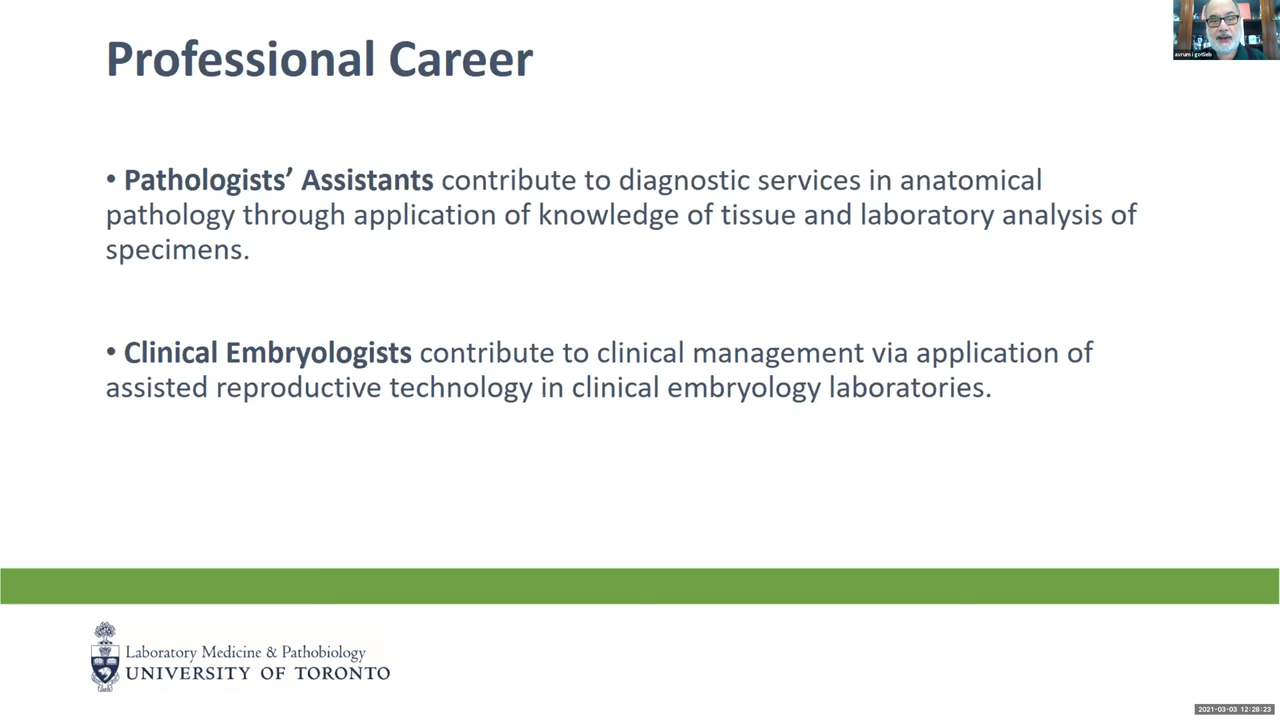 Professional Career
avrum i gotlieb
• Pathologists’ Assistants contribute to diagnostic services in anatomical
pathology through application of knowledge of tissue and laboratory analysis of
specimens.
• Clinical Embryologists contribute to clinical management via application of
assisted reproductive technology in clinical embryology laboratories.
Laboratory Medicine & Pathobiology
UNIVERSITY OF TORONTO
2021-03-03 12:28:23